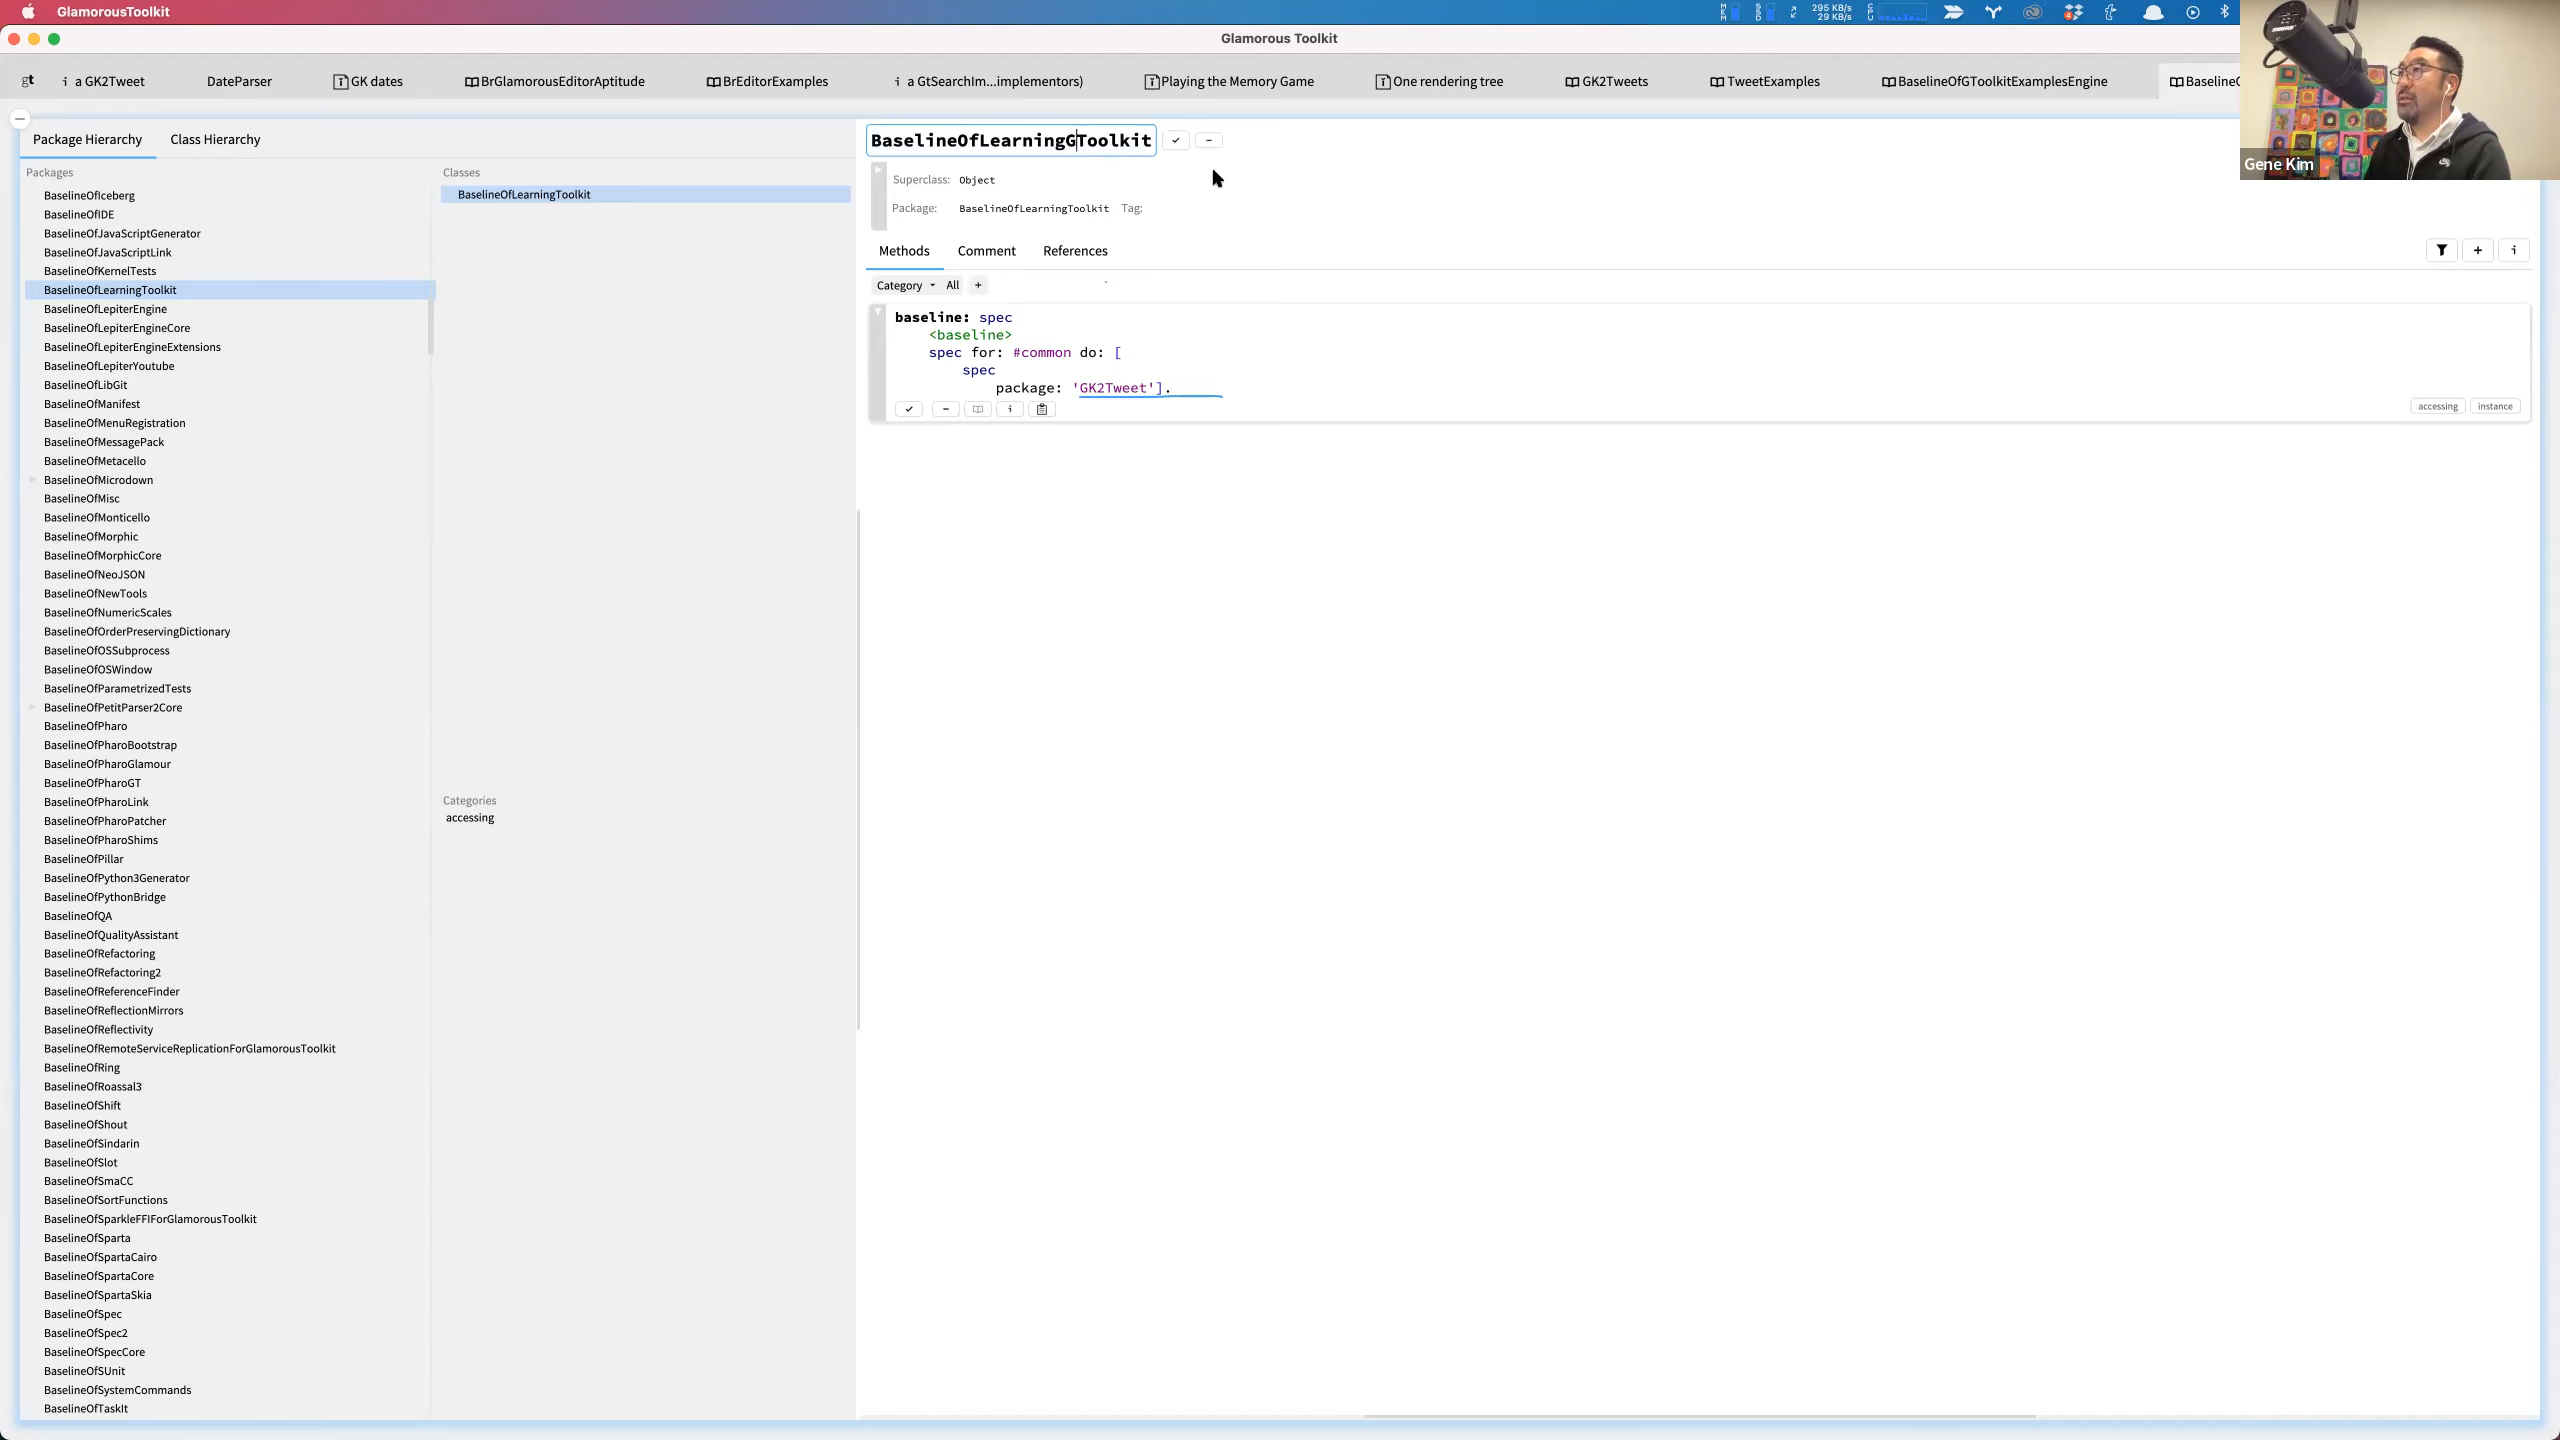 GlamorousToolkit
295 KB/s
29 KB/s
Glamorous Toolkit
gt
i a GK2Tweet
DateParser
GK dates
BrGlamorousEditorAptitude
BrEditorExamples
i a GtSearchIm...implementors)
Playing the Memory Game
One rendering tree
GK2Tweets
TweetExamples
BaselineOfGToolkitExamplesEngine
Gene Kim
Package Hierarchy
Class Hierarchy
Packages
BaselineOfIceberg
BaselineOfIDE
BaselineOfJavaScriptGenerator
BaselineOfJavaScriptLink
BaselineOfKernelTests
BaselineOfLearningToolkit
BaselineOfLepiterEngine
BaselineOfLepiterEngineCore
BaselineOfLepiterEngineExtensions
BaselineOfLepiterYoutube
BaselineOfLibGit
BaselineOfManifest
BaselineOfMenuRegistration
BaselineOfMessagePack
BaselineOfMetacello
BaselineOfMicrodown
BaselineOfMisc
BaselineOfMonticello
BaselineOfMorphic
BaselineOfMorphicCore
BaselineOfNeoJSON
BaselineOfNewTools
BaselineOfNumericScales
BaselineOfOrderPreservingDictionary
BaselineOfOSSubprocess
BaselineOfOSWindow
BaselineOfParametrizedTests
BaselineOfPetitParser2Core
BaselineOfPharo
BaselineOfPharoBootstrap
BaselineOfPharoGlamour
BaselineOfPharoGT
BaselineOfPharoLink
BaselineOfPharoPatcher
BaselineOfPharoShims
BaselineOfPillar
BaselineOfPython3Generator
BaselineOfPythonBridge
BaselineOfQA
BaselineOfQualityAssistant
BaselineOfRefactoring
BaselineOfRefactoring2
BaselineOfReferenceFinder
BaselineOfReflectionMirrors
BaselineOfReflectivity
BaselineOfRemoteServiceReplicationForGlamorousToolkit
BaselineOfRing
BaselineOfRoassal3
BaselineOfShift
BaselineOfShout
BaselineOfSindarin
BaselineOfSlot
BaselineOfSmaCC
BaselineOfSortFunctions
BaselineOfSparkleFFIForGlamorousToolkit
BaselineOfSparta
BaselineOfSpartaCairo
BaselineOfSpartaCore
BaselineOfSpartaSkia
BaselineOfSpec
BaselineOfSpec2
BaselineOfSpecCore
BaselineOfSUnit
BaselineOfSystemCommands
BaselineOfTaskIt
Classes
BaselineOfLearningToolkit
Categories
accessing
BaselineOfLearningGToolkit
Superclass: Object
Package: BaselineOfLearningToolkit Tag:
Methods
Comment
References
Category
All
baseline: spec
<baseline>
spec for: #common do: [
spec
package: 'GK2Tweet'].
accessing
instance